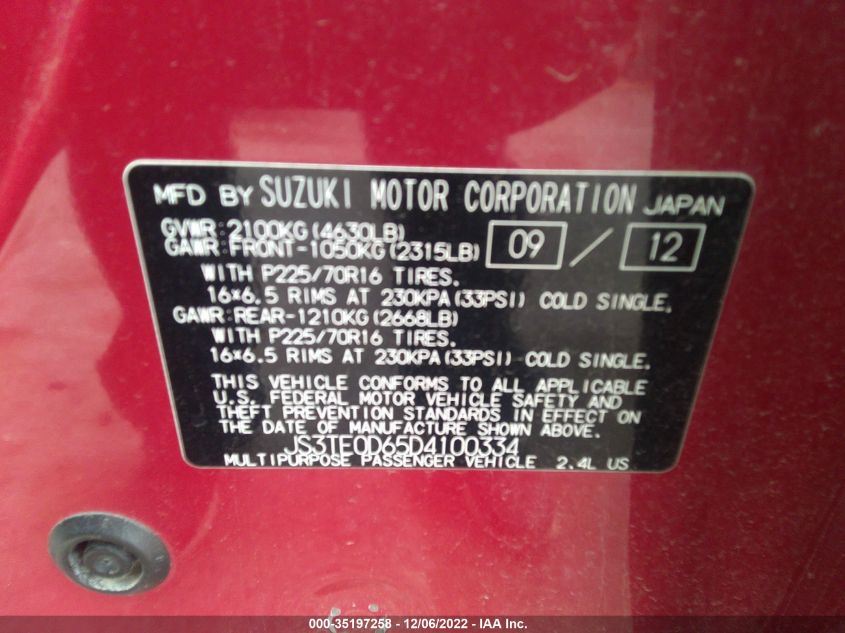 MFD BY SUZUKI MOTOR CORPORATION JAPAN
GVWR:2100KG(4630LB)
GAWR:FRONT-1050KG(2315LB) 09 / 12
WITH P225/70R16 TIRES.
16×6.5 RIMS AT 230KPA(33PSI) COLD SINGLE.
GAWR:REAR-1210KG(2668LB)
WITH P225/70R16 TIRES.
16×6.5 RIMS AT 230KPA(33PSI) COLD SINGLE.
THIS VEHICLE CONFORMS TO ALL APPLICABLE
U.S. FEDERAL MOTOR VEHICLE SAFETY AND
THEFT PREVENTION STANDARDS IN EFFECT ON
THE DATE OF MANUFACTURE SHOWN ABOVE.
JS3TE0D65D4100334
MULTIPURPOSE PASSENGER VEHICLE 2.4L US
000-35197258 - 12/06/2022 - IAA Inc.